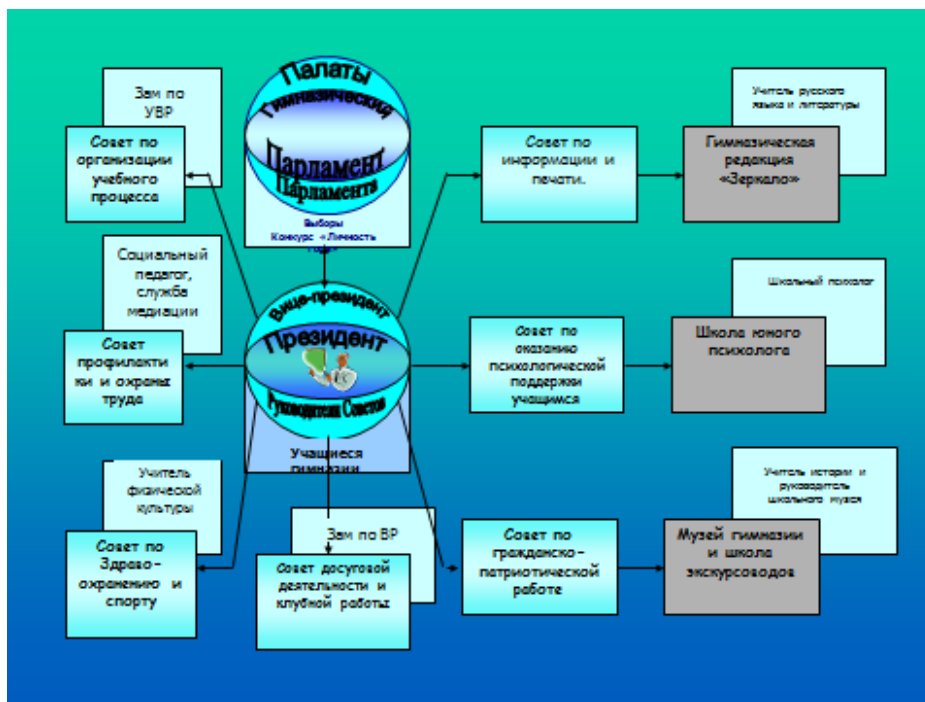 Палаты
Гимназический
Парламент
Парламента
Выборы
Конкурс «Личность
Зам по
УВР
Совет по
организации
учебного
процесса
Совет по
информации и
печати.
Учитель русского
языка и литературы
Гимназическая
редакция
«Зеркало»
Социальный
педагог,
служба
медиации
Совет
профилакти
ки и охраны
труда
Вице-президент
Президент
Руководители Советов
Учащиеся
гимназии
Совет по
оказанию
психологической
поддержки
учащимся
Школьный психолог
Школа юного
психолога
Учитель
физической
культуры
Совет по
Здраво-
охранению и
спорту
Зам по ВР
Совет досуговой
деятельности и
клубной работы
Совет по
гражданско-
патриотической
работе
Учитель истории и
руководитель
школьного музея
Музей гимназии
и школа
экскурсоводов